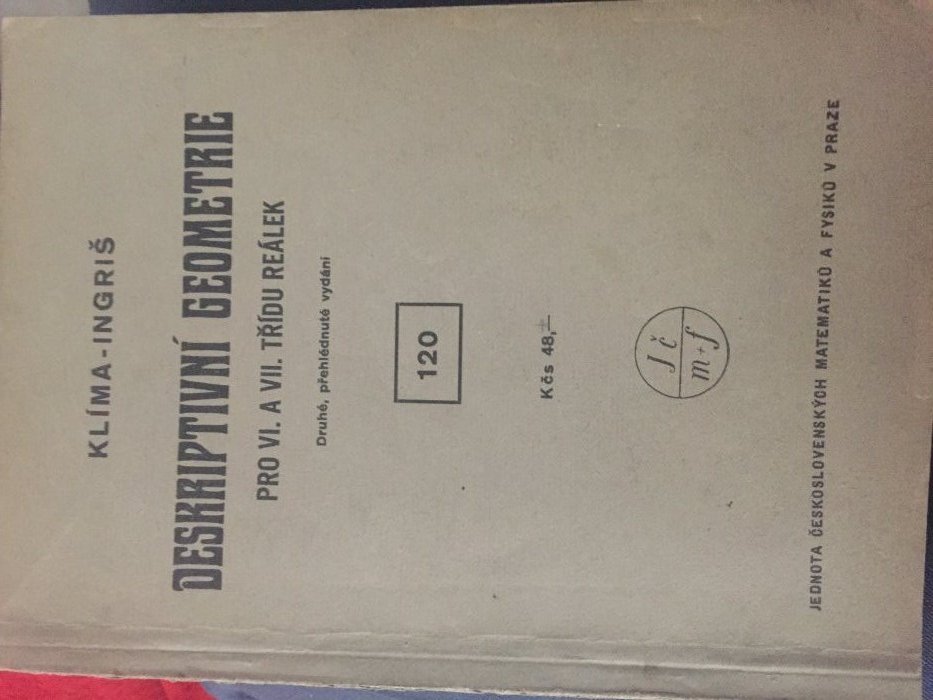 KLÍMA-INGRIŠ
DESKRIPTIVNÍ GEOMETRIE
PRO VI. A VII. TŘÍDU REÁLEK
Druhé, přehlédnuté vydání
120
Kčs 48,—
J č
m+f
JEDNOTA ČESKOSLOVENSKÝCH MATEMATIKŮ A FYSIKŮ V PRAZE